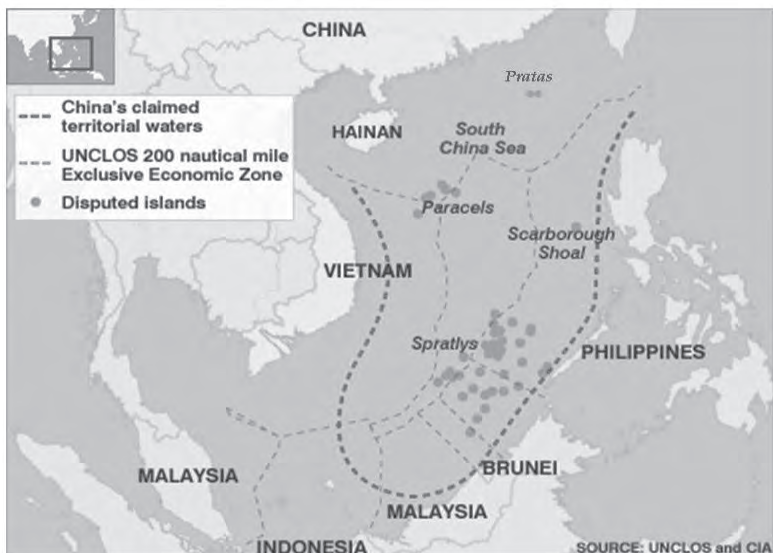 CHINA
Pratas
China's claimed
territorial waters
UNCLOS 200 nautical mile
Exclusive Economic Zone
Disputed islands
HAINAN
South
China Sea
Paracels
Scarborough
Shoal
VIETNAM
Spratlys
PHILIPPINES
MALAYSIA
BRUNEI
MALAYSIA
INDONESIA
SOURCE: UNCLOS and CIA